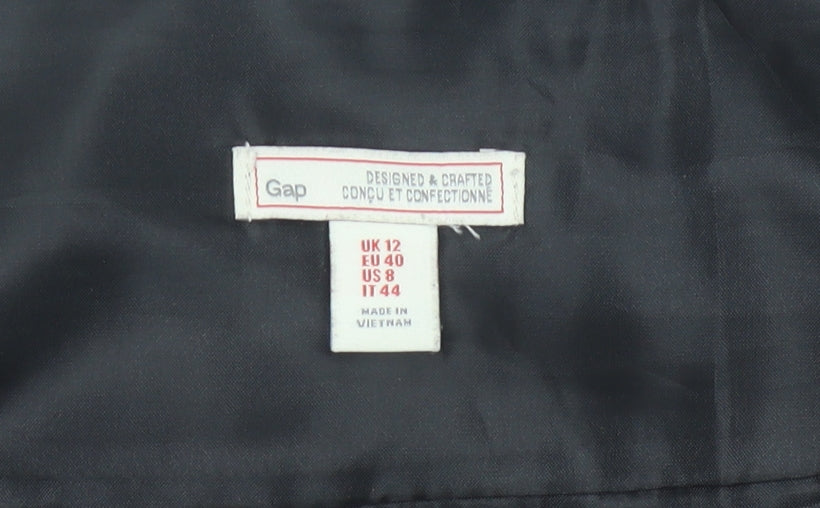 Gap
DESIGNED & CRAFTED
CONÇU ET CONFECTIONNÉ
UK 12
EU 40
US 8
IT 44
MADE IN
VIETNAM